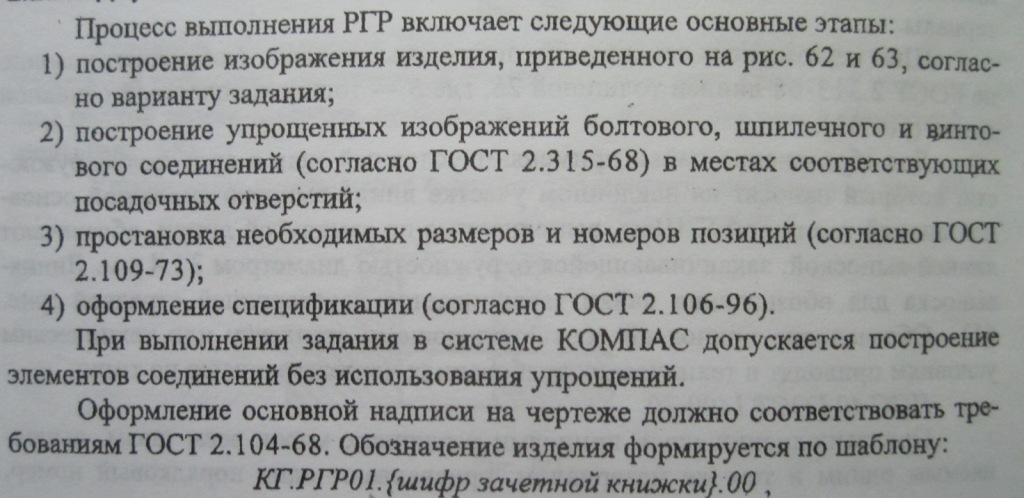 Процесс выполнения РГР включает следующие основные этапы:
1) построение изображения изделия, приведенного на рис. 62 и 63, соглас-
но варианту задания;
2) построение упрощенных изображений болтового, шпилечного и винто-
вого соединений (согласно ГОСТ 2.315-68) в местах соответствующих
посадочных отверстий;
3) простановка необходимых размеров и номеров позиций (согласно ГОСТ
2.109-73);
4) оформление спецификации (согласно ГОСТ 2.106-96).
При выполнении задания в системе КОМПАС допускается построение
элементов соединений без использования упрощений.
Оформление основной надписи на чертеже должно соответствовать тре-
бованиям ГОСТ 2.104-68. Обозначение изделия формируется по шаблону:
КГ.РГР01.{шифр зачетной книжки}.00 ,